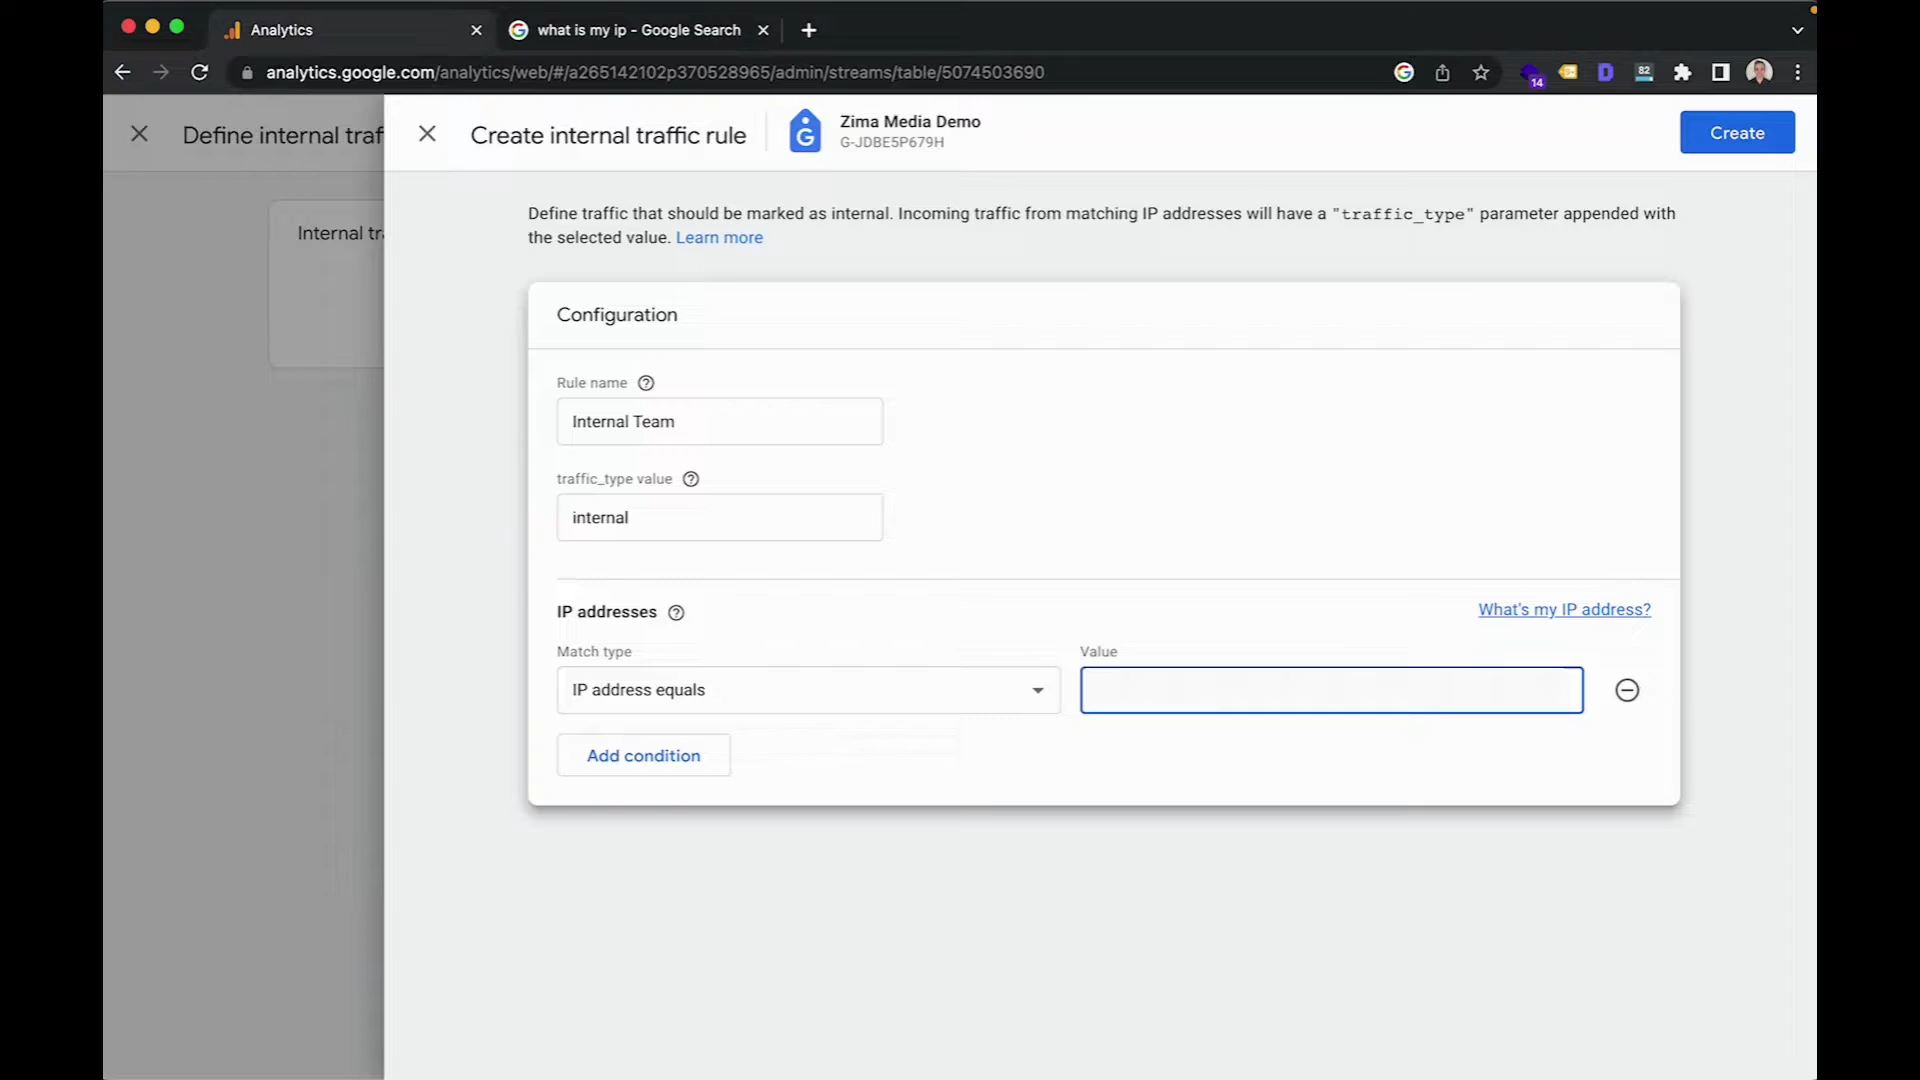 Analytics
what is my ip - Google Search
analytics.google.com/analytics/web/#/a265142102p370528965/admin/streams/table/5074503690
14
82
Define internal traf
Create internal traffic rule
Zima Media Demo
G-JDBE5P679H
Create
Internal tra
Define traffic that should be marked as internal. Incoming traffic from matching IP addresses will have a "traffic_type" parameter appended with
the selected value. Learn more
Configuration
Rule name
Internal Team
traffic_type value
internal
IP addresses
What's my IP address?
Match type
Value
IP address equals
Add condition